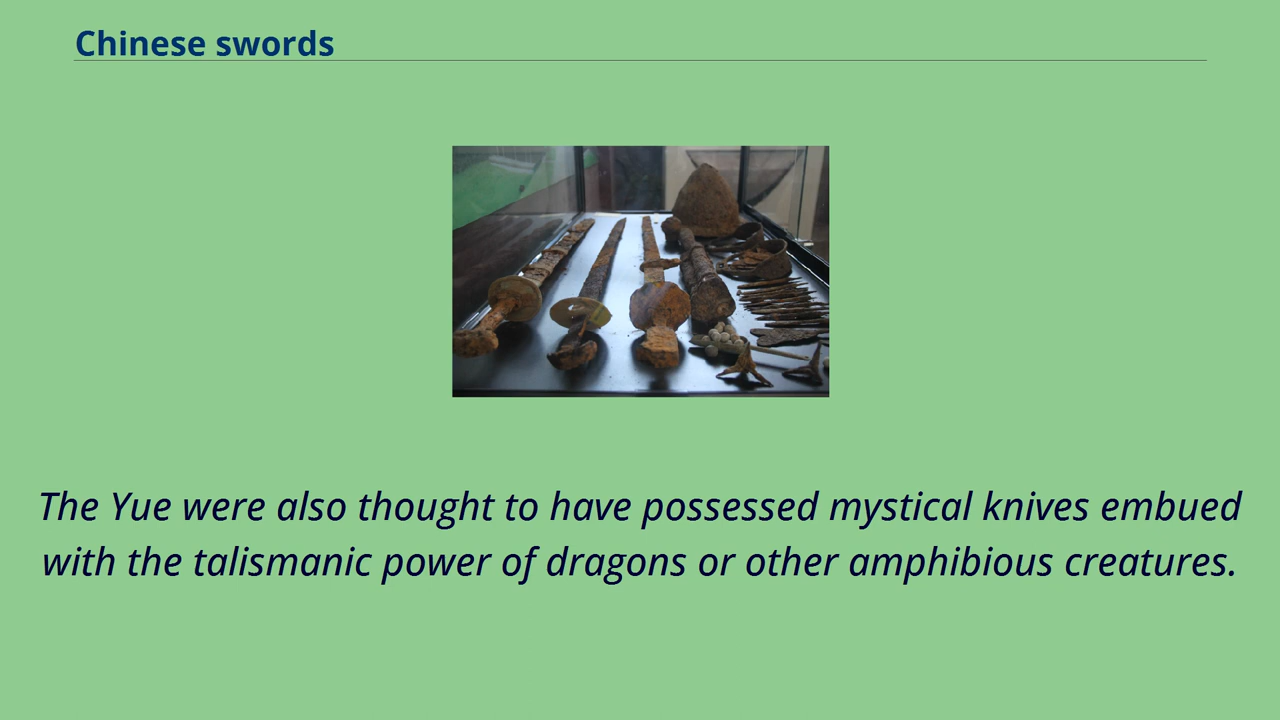 Chinese swords
The Yue were also thought to have possessed mystical knives embued
with the talismanic power of dragons or other amphibious creatures.